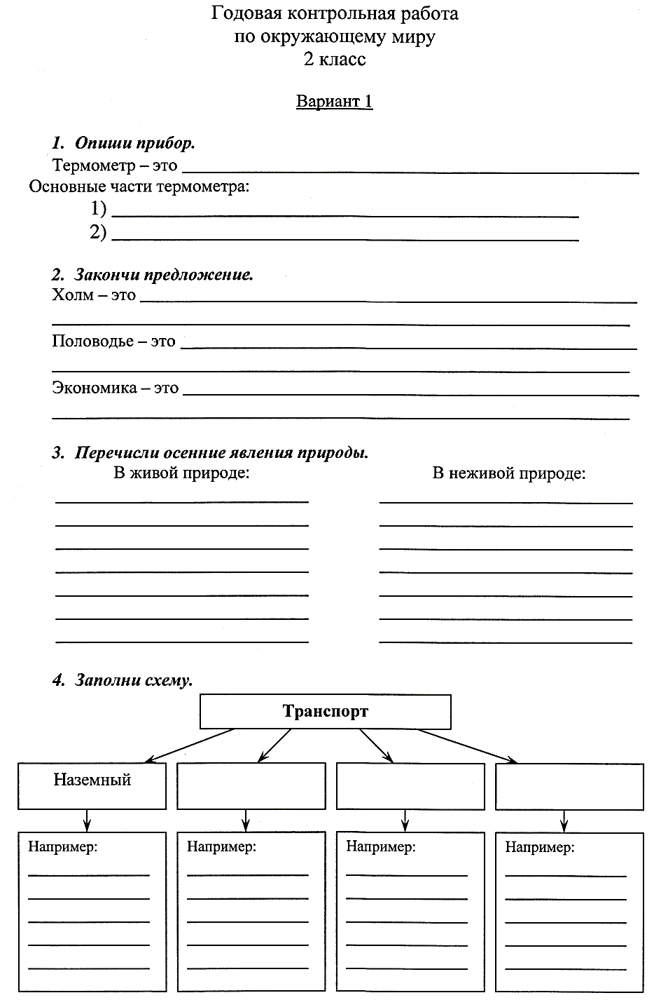 Годовая контрольная работа
по окружающему миру
2 класс
Вариант 1
1. Опиши прибор.
Термометр – это
Основные части термометра:
1)
2)
2. Закончи предложение.
Холм – это
Половодье – это
Экономика – это
3. Перечисли осенние явления природы.
В живой природе: В неживой природе:
4. Заполни схему.
Транспорт
Наземный
Например: Например: Например: Например: